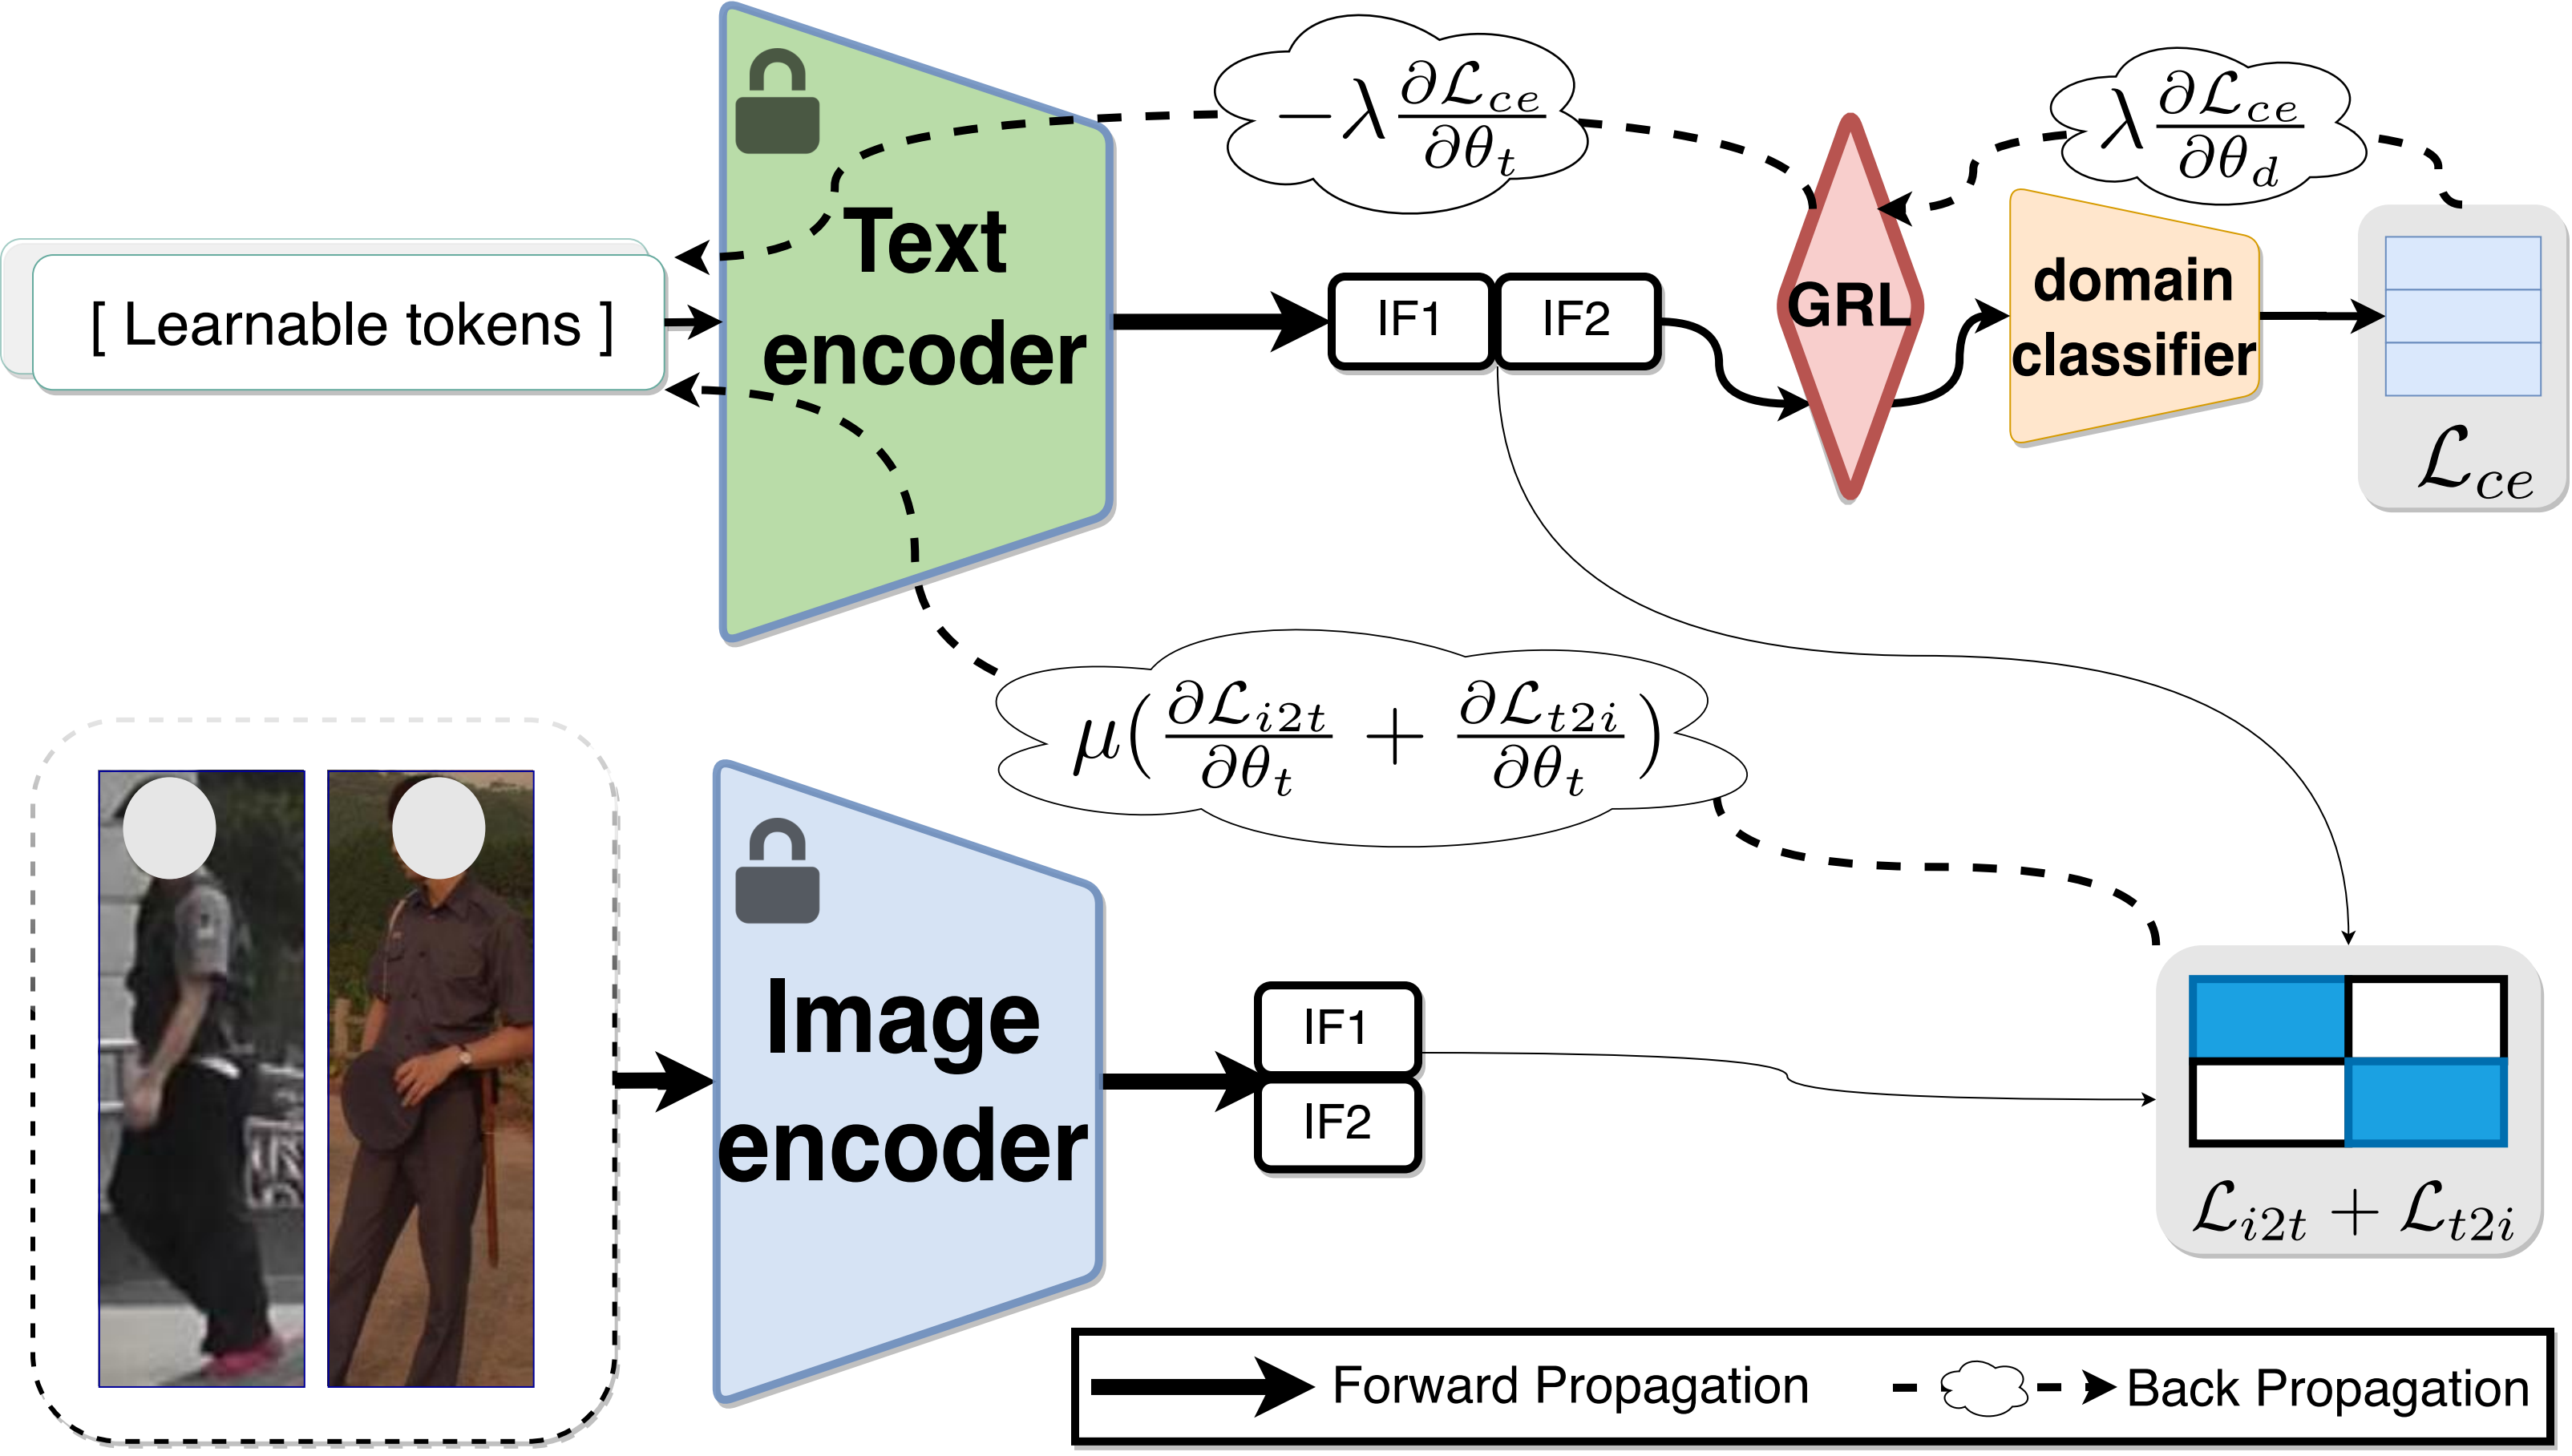 −λ ∂ℒce/∂θt
λ ∂ℒce/∂θd
[ Learnable tokens ]
Text
encoder
IF1
IF2
GRL
domain
classifier
ℒce
μ(∂ℒi2t/∂θt + ∂ℒt2i/∂θt)
Image
encoder
IF1
IF2
ℒi2t + ℒt2i
Forward Propagation
Back Propagation